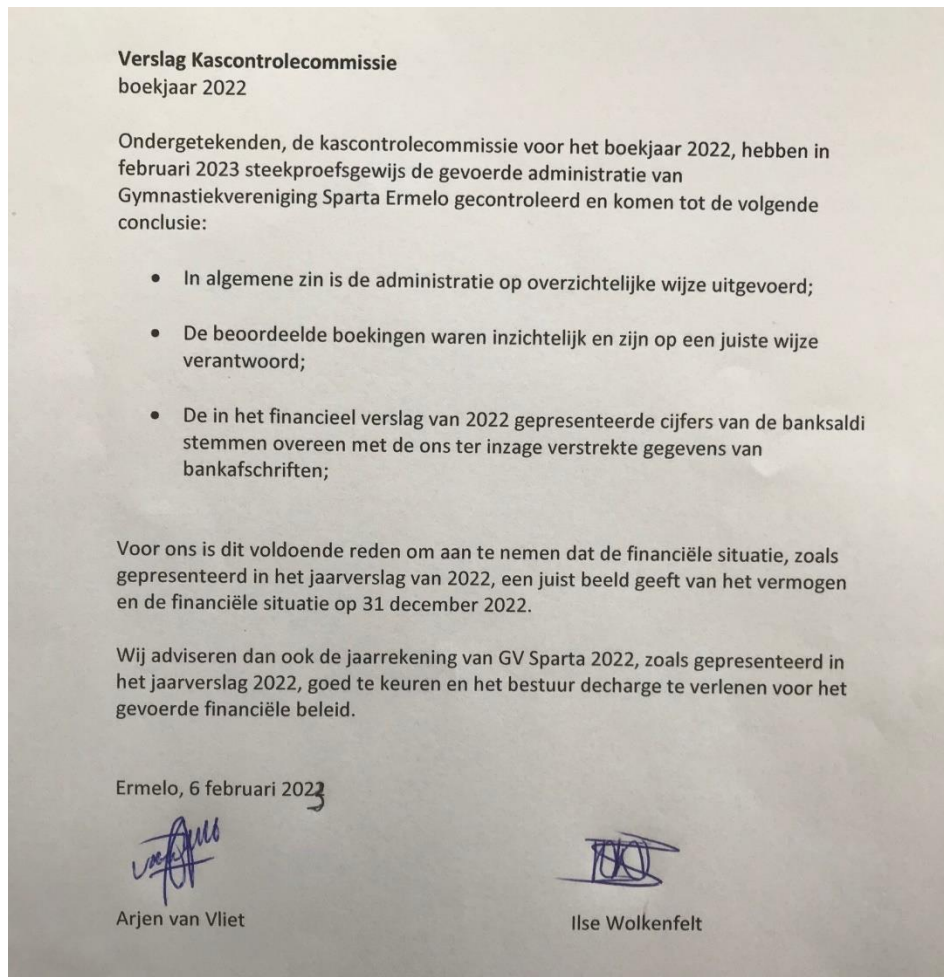 Verslag Kascontrolecommissie
boekjaar 2022
Ondergetekenden, de kascontrolecommissie voor het boekjaar 2022, hebben in
februari 2023 steekproefsgewijs de gevoerde administratie van
Gymnastiekvereniging Sparta Ermelo gecontroleerd en komen tot de volgende
conclusie:
• In algemene zin is de administratie op overzichtelijke wijze uitgevoerd;
• De beoordeelde boekingen waren inzichtelijk en zijn op een juiste wijze
verantwoord;
• De in het financieel verslag van 2022 gepresenteerde cijfers van de banksaldi
stemmen overeen met de ons ter inzage verstrekte gegevens van
bankafschriften;
Voor ons is dit voldoende reden om aan te nemen dat de financiële situatie, zoals
gepresenteerd in het jaarverslag van 2022, een juist beeld geeft van het vermogen
en de financiële situatie op 31 december 2022.
Wij adviseren dan ook de jaarrekening van GV Sparta 2022, zoals gepresenteerd in
het jaarverslag 2022, goed te keuren en het bestuur decharge te verlenen voor het
gevoerde financiële beleid.
Ermelo, 6 februari 2023
Arjen van Vliet
Ilse Wolkenfelt